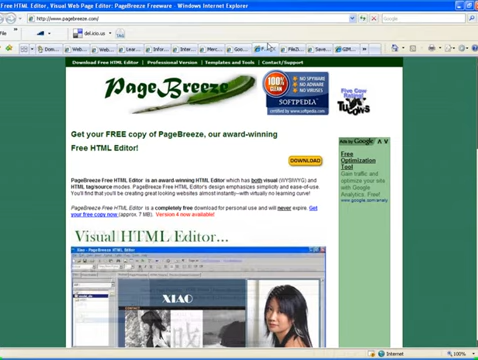 Free HTML Editor, Visual Web Page Editor: PageBreeze Freeware - Windows Internet Explorer
http://www.pagebreeze.com/
del.icio.us
Download Free HTML Editor | Professional Version | Templates and Tools | Contact/Support
PageBreeze
100% CLEAN
NO SPYWARE
NO ADWARE
NO VIRUSES
SOFTPEDIA
Five Cow
Rating!
TUCOWS
Get your FREE copy of PageBreeze, our award-winning
Free HTML Editor!
DOWNLOAD
PageBreeze Free HTML Editor is an award winning HTML Editor which has both visual (WYSIWYG) and
HTML tag/source modes. PageBreeze Free HTML Editor's design emphasizes simplicity and ease-of-use.
You'll find that you'll be creating great looking websites almost instantly--with virtually no learning curve!
PageBreeze Free HTML Editor is a completely free download for personal use and will never expire. Get
your free copy now (approx. 7 MB). Version 4 now available!
Ads by Google
Free
Optimization
Tool
Gain traffic and
optimize your site
with Google
Analytics. Free!
www.google.com/analytics
Visual HTML Editor...
XIAO
Internet
100%